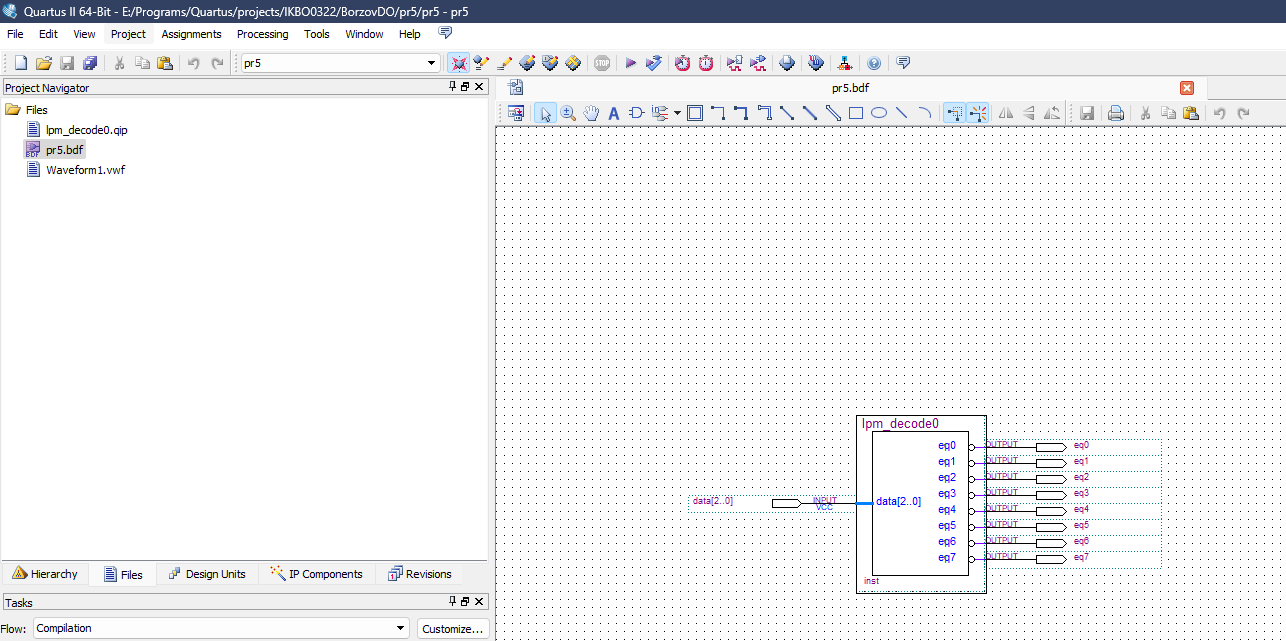 Quartus II 64-Bit - E:/Programs/Quartus/projects/IKBO0322/BorzovDO/pr5/pr5 - pr5
File Edit View Project Assignments Processing Tools Window Help
pr5
STOP
Project Navigator
pr5.bdf
Files
lpm_decode0.qip
BDF pr5.bdf
Waveform1.vwf
lpm_decode0
eq0 OUTPUT eq0
eq1 OUTPUT eq1
eq2 OUTPUT eq2
eq3 OUTPUT eq3
data[2..0] INPUT VCC data[2..0]
eq4 OUTPUT eq4
eq5 OUTPUT eq5
eq6 OUTPUT eq6
eq7 OUTPUT eq7
inst
Hierarchy Files Design Units IP Components Revisions
Tasks
Flow: Compilation Customize...